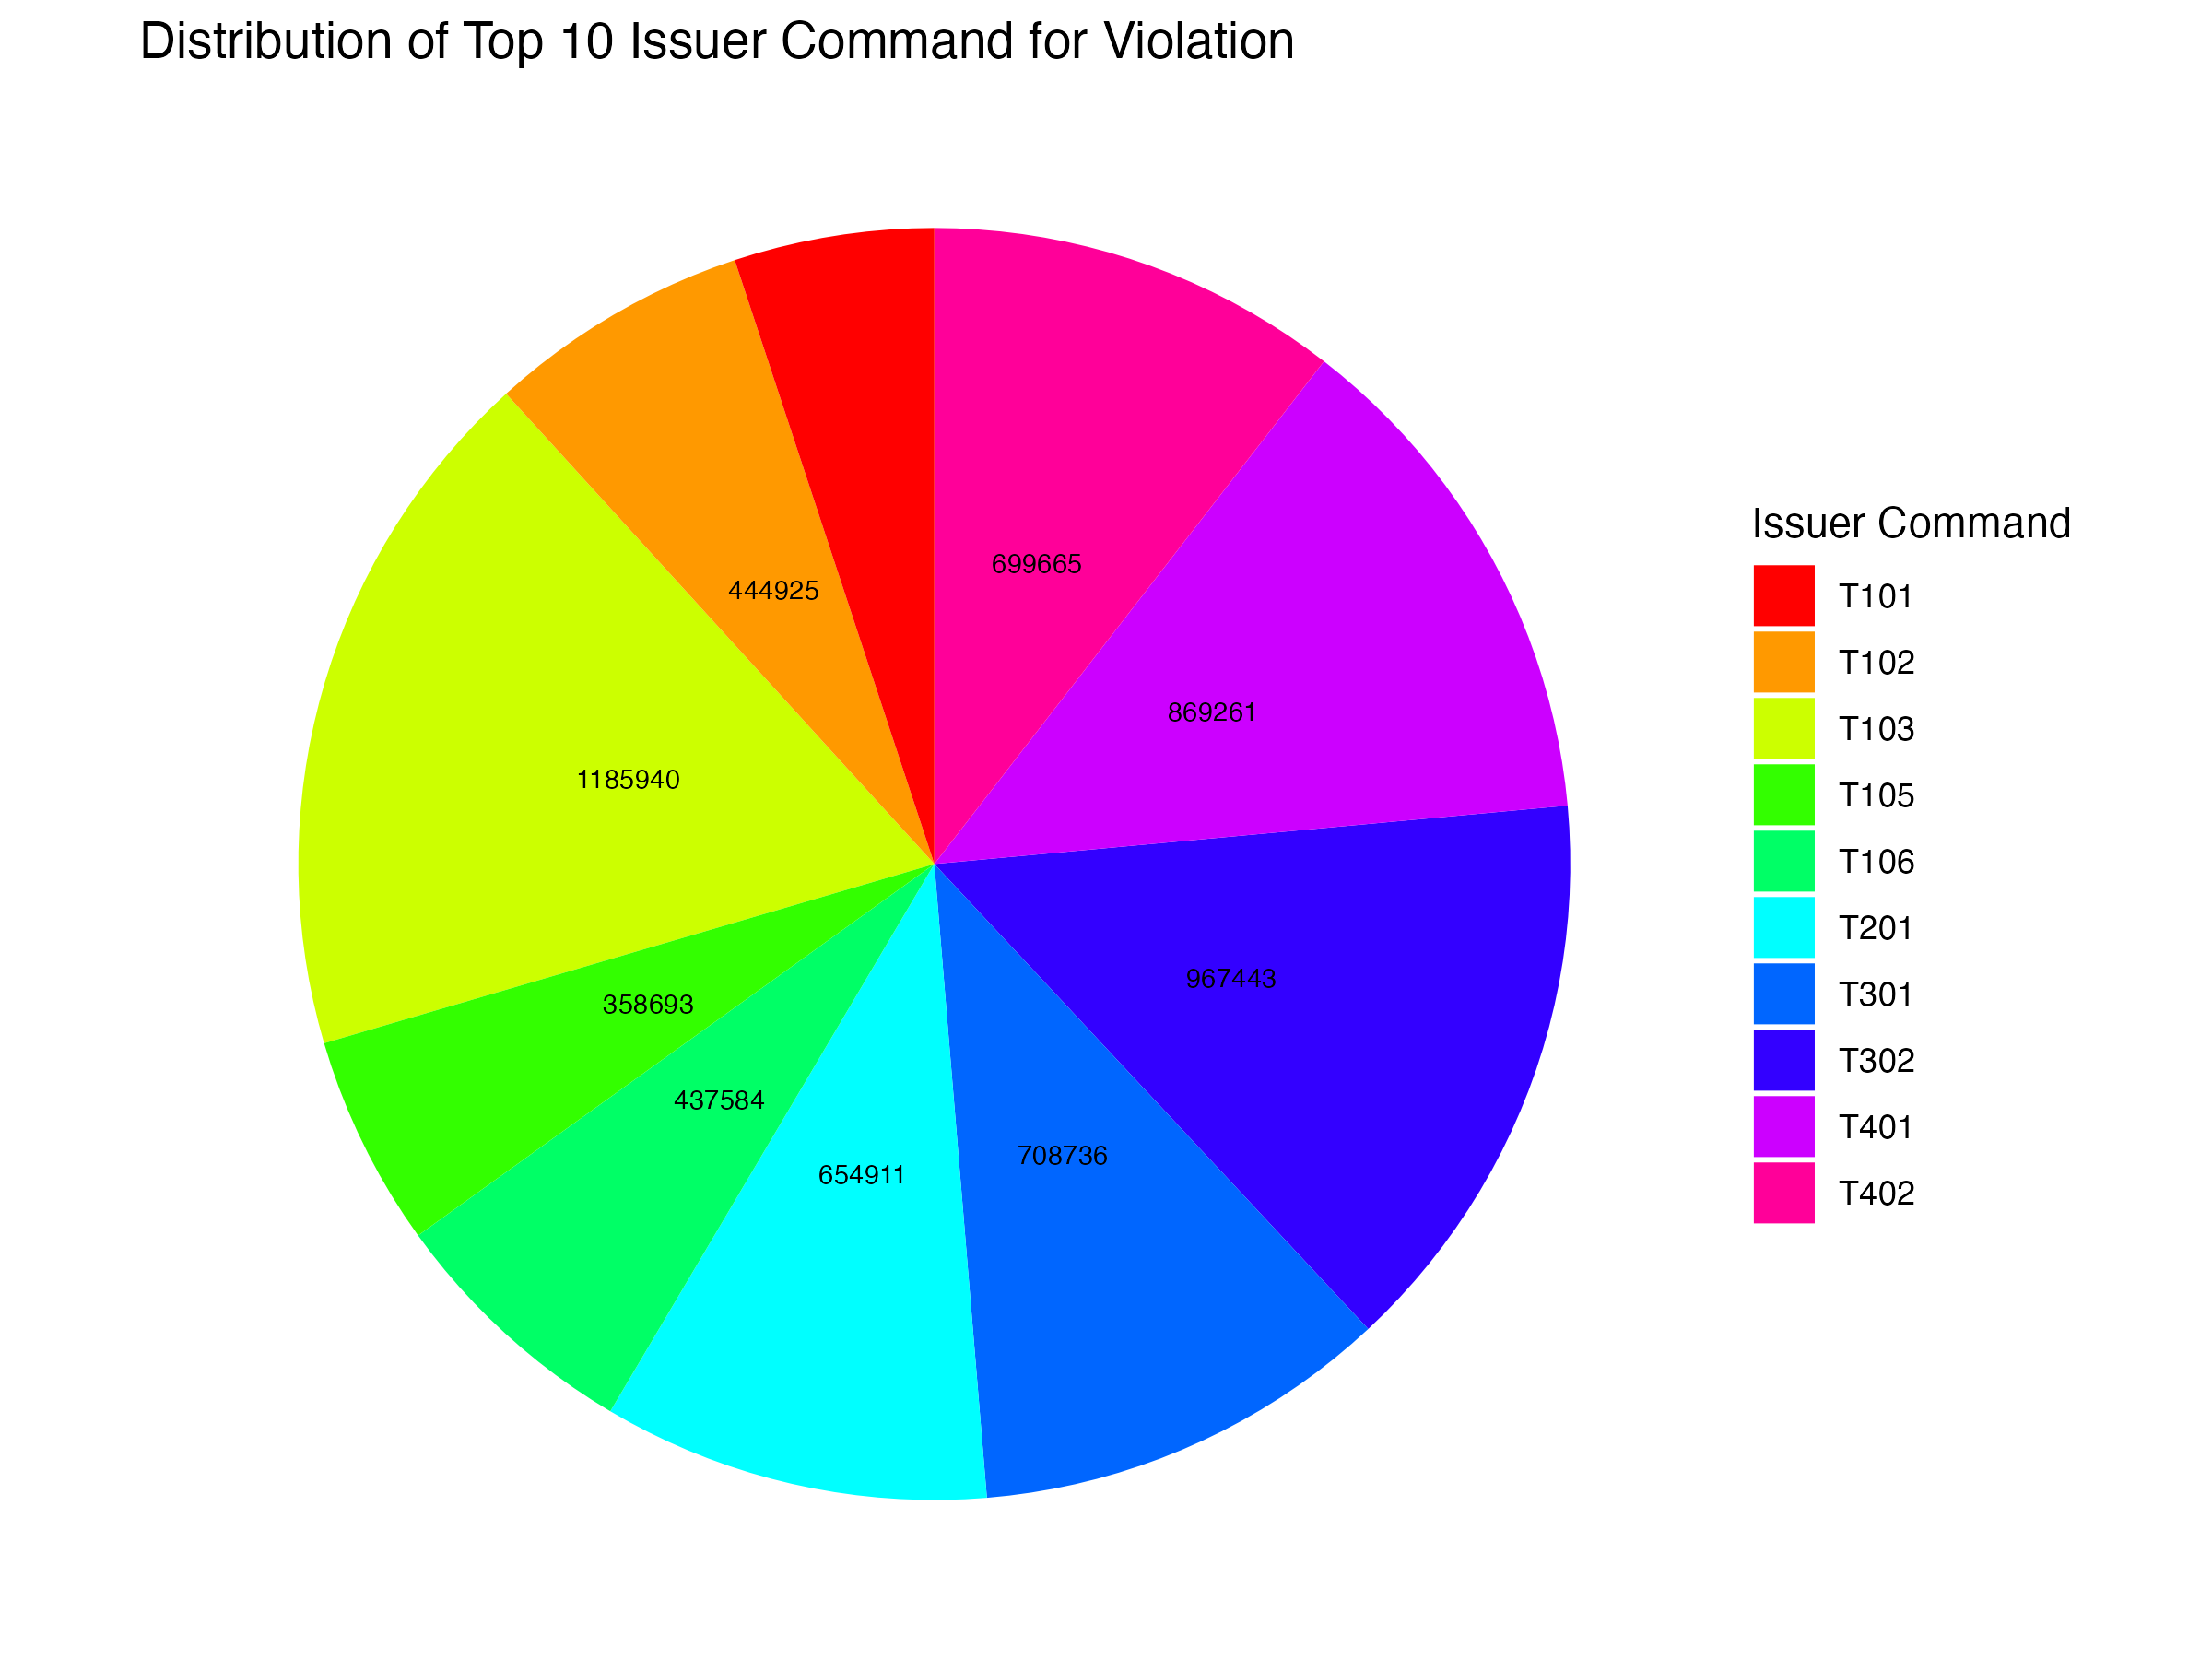 Distribution of Top 10 Issuer Command for Violation
699665
444925
869261
1185940
967443
358693
437584
708736
654911
Issuer Command
T101
T102
T103
T105
T106
T201
T301
T302
T401
T402